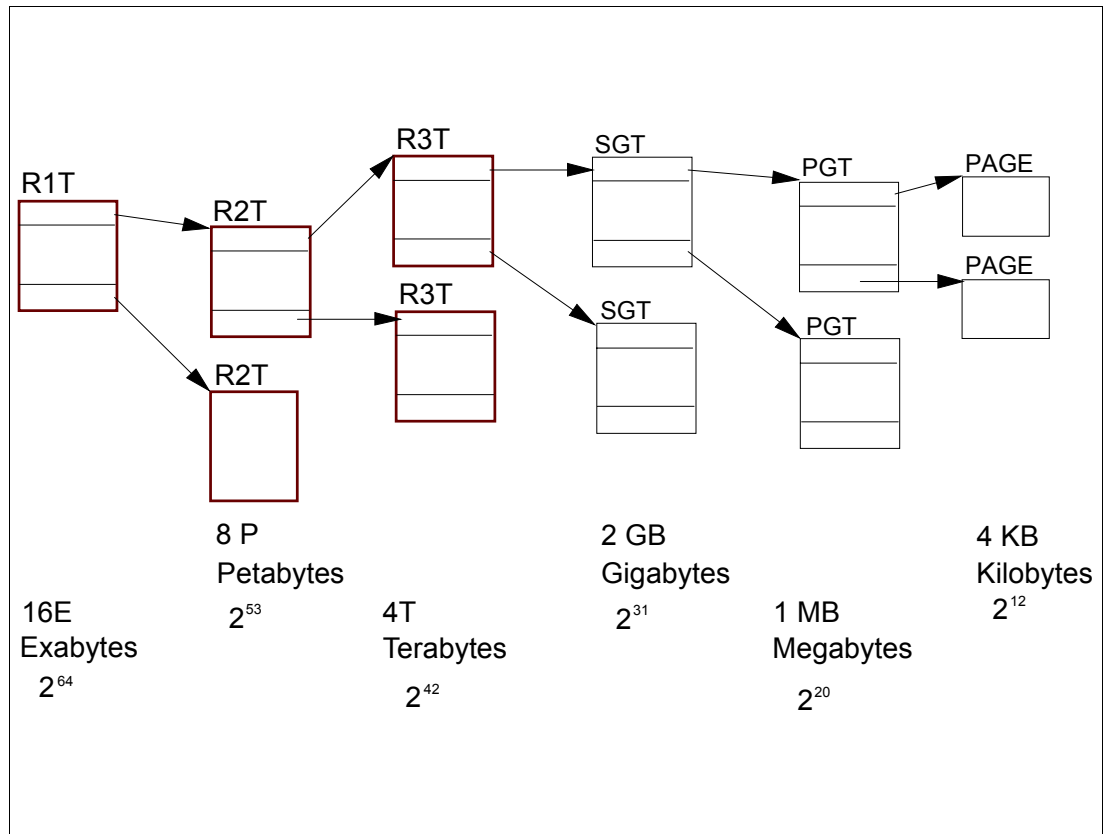 R1T
R2T
R2T
R3T
R3T
SGT
SGT
PGT
PGT
PAGE
PAGE
16E
Exabytes
2^64
8 P
Petabytes
2^53
4T
Terabytes
2^42
2 GB
Gigabytes
2^31
1 MB
Megabytes
2^20
4 KB
Kilobytes
2^12